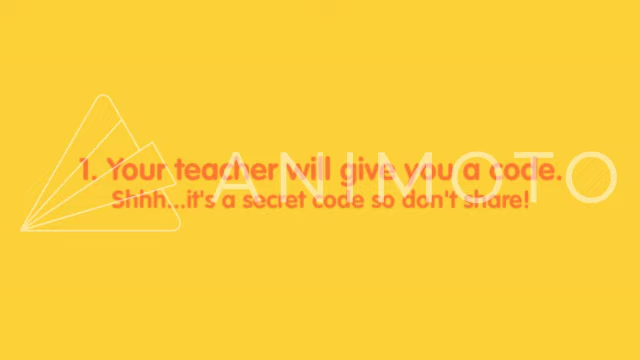 1. Your teacher will give you a code.
Shhh...it's a secret code so don't share!
ANIMOTO